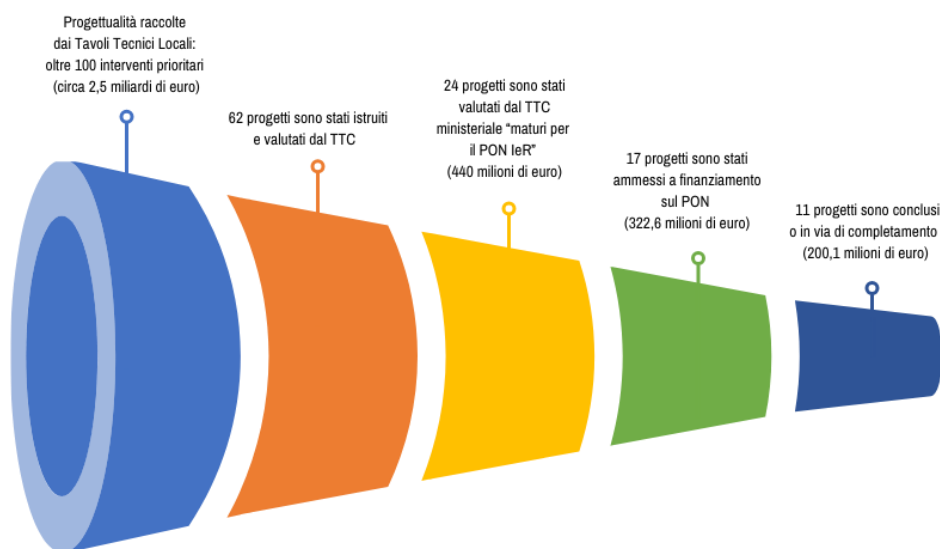 Progettualità raccolte
dai Tavoli Tecnici Locali:
oltre 100 interventi prioritari
(circa 2,5 miliardi di euro)
62 progetti sono stati istruiti
e valutati dal TTC
24 progetti sono stati
valutati dal TTC
ministeriale “maturi per
il PON IeR”
(440 milioni di euro)
17 progetti sono stati
ammessi a finanziamento
sul PON
(322,6 milioni di euro)
11 progetti sono conclusi
o in via di completamento
(200,1 milioni di euro)